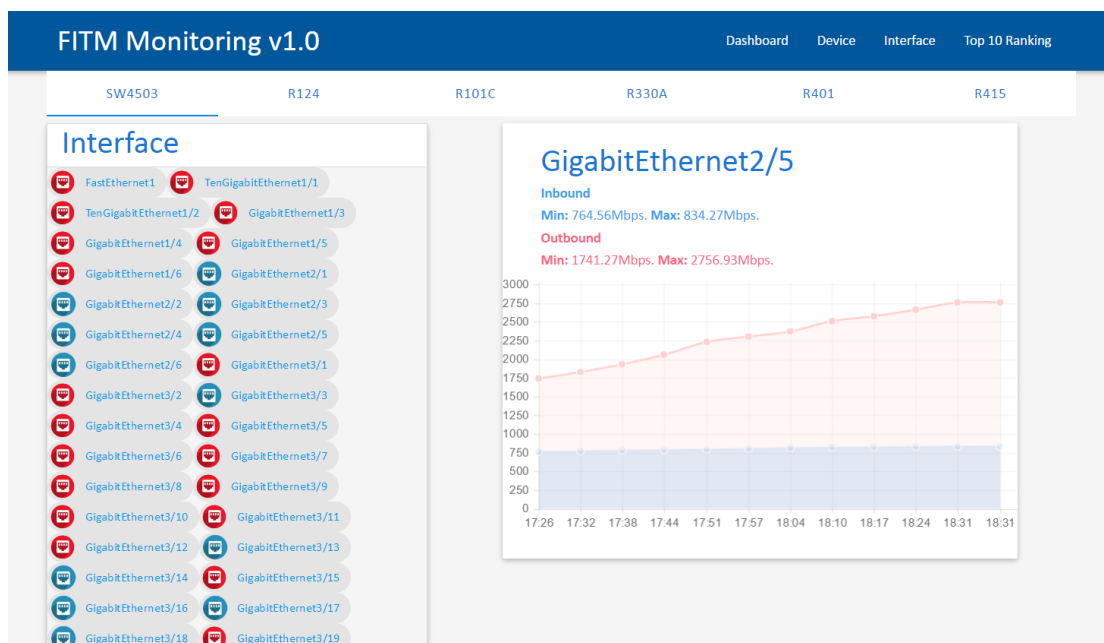 FITM Monitoring v1.0
Dashboard Device Interface Top 10 Ranking
SW4503 R124 R101C R330A R401 R415
Interface
FastEthernet1 TenGigabitEthernet1/1
TenGigabitEthernet1/2 GigabitEthernet1/3
GigabitEthernet1/4 GigabitEthernet1/5
GigabitEthernet1/6 GigabitEthernet2/1
GigabitEthernet2/2 GigabitEthernet2/3
GigabitEthernet2/4 GigabitEthernet2/5
GigabitEthernet2/6 GigabitEthernet3/1
GigabitEthernet3/2 GigabitEthernet3/3
GigabitEthernet3/4 GigabitEthernet3/5
GigabitEthernet3/6 GigabitEthernet3/7
GigabitEthernet3/8 GigabitEthernet3/9
GigabitEthernet3/10 GigabitEthernet3/11
GigabitEthernet3/12 GigabitEthernet3/13
GigabitEthernet3/14 GigabitEthernet3/15
GigabitEthernet3/16 GigabitEthernet3/17
GigabitEthernet3/18 GigabitEthernet3/19
GigabitEthernet2/5
Inbound
Min: 764.56Mbps. Max: 834.27Mbps.
Outbound
Min: 1741.27Mbps. Max: 2756.93Mbps.
3000
2750
2500
2250
2000
1750
1500
1250
1000
750
500
250
0
17:26 17:32 17:38 17:44 17:51 17:57 18:04 18:10 18:17 18:24 18:31 18:31